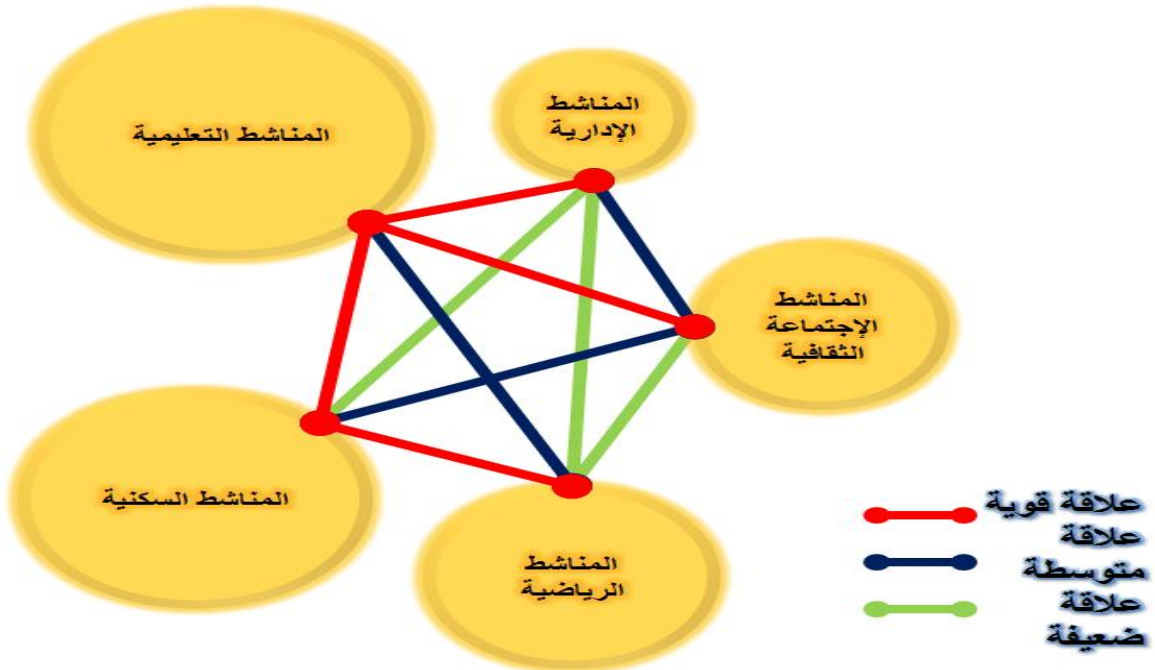 المناشط
الإدارية
المناشط التعليمية
المناشط
الإجتماعة
الثقافية
المناشط السكنية
المناشط
الرياضية
علاقة قوية
علاقة
متوسطة
علاقة
ضعيفة